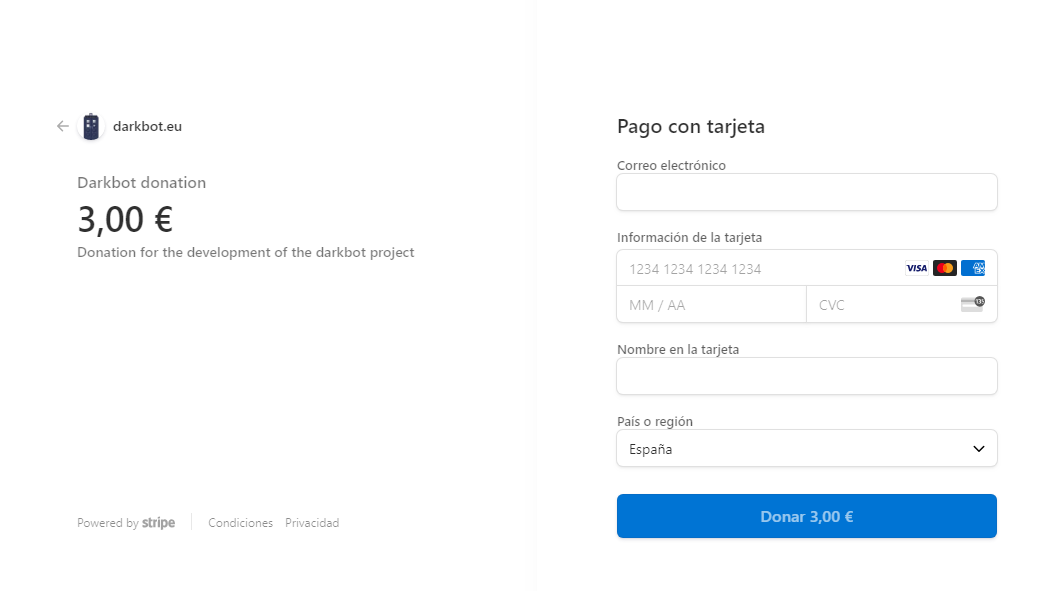 darkbot.eu
Darkbot donation
3,00 €
Donation for the development of the darkbot project
Powered by stripe
Condiciones
Privacidad
Pago con tarjeta
Correo electrónico
Información de la tarjeta
1234 1234 1234 1234
VISA
AMEX
MM / AA
CVC
135
Nombre en la tarjeta
País o región
España
Donar 3,00 €